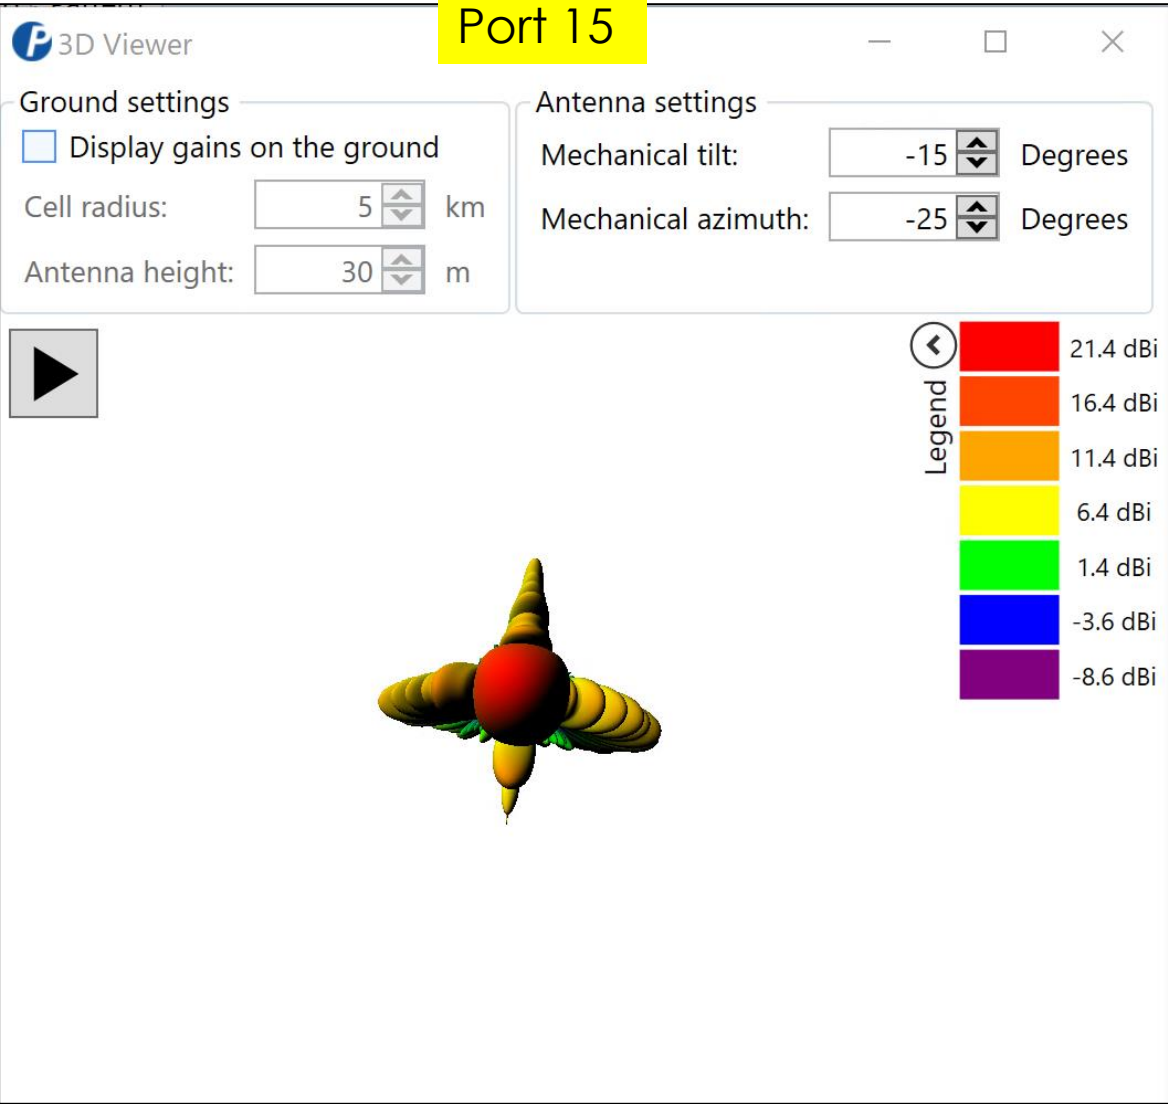 Port 15
3D Viewer
Ground settings
Display gains on the ground
Cell radius: 5 km
Antenna height: 30 m
Antenna settings
Mechanical tilt: -15 Degrees
Mechanical azimuth: -25 Degrees
Legend
21.4 dBi
16.4 dBi
11.4 dBi
6.4 dBi
1.4 dBi
-3.6 dBi
-8.6 dBi